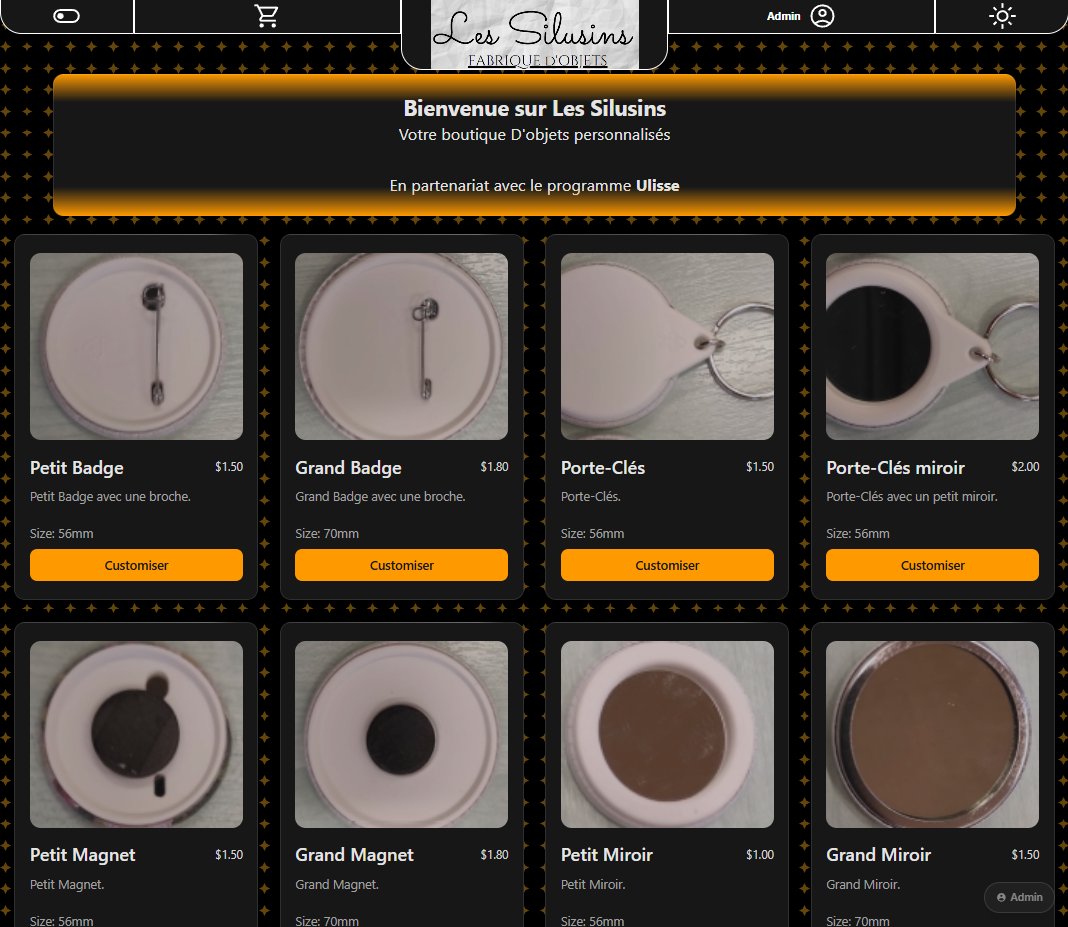 Admin
Les Silusins
FABRIQUE D'OBJETS
Bienvenue sur Les Silusins
Votre boutique D'objets personnalisés
En partenariat avec le programme Ulisse
Petit Badge $1.50
Petit Badge avec une broche.
Size: 56mm
Customiser
Grand Badge $1.80
Grand Badge avec une broche.
Size: 70mm
Customiser
Porte-Clés $1.50
Porte-Clés.
Size: 56mm
Customiser
Porte-Clés miroir $2.00
Porte-Clés avec un petit miroir.
Size: 56mm
Customiser
Petit Magnet $1.50
Petit Magnet.
Size: 56mm
Grand Magnet $1.80
Grand Magnet.
Size: 70mm
Petit Miroir $1.00
Petit Miroir.
Size: 56mm
Grand Miroir $1.50
Grand Miroir.
Size: 70mm
Admin